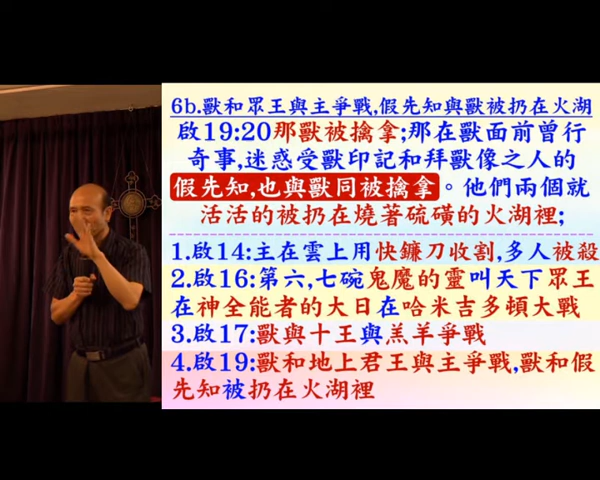 6b.獸和眾王與主爭戰,假先知與獸被扔在火湖
啟19:20那獸被擒拿;那在獸面前曾行
奇事,迷惑受獸印記和拜獸像之人的
假先知,也與獸同被擒拿。他們兩個就
活活的被扔在燒著硫磺的火湖裡;
1.啟14:主在雲上用快鐮刀收割,多人被殺
2.啟16:第六,七碗鬼魔的靈叫天下眾王
在神全能者的大日在哈米吉多頓大戰
3.啟17:獸與十王與羔羊爭戰
4.啟19:獸和地上君王與主爭戰,獸和假
先知被扔在火湖裡